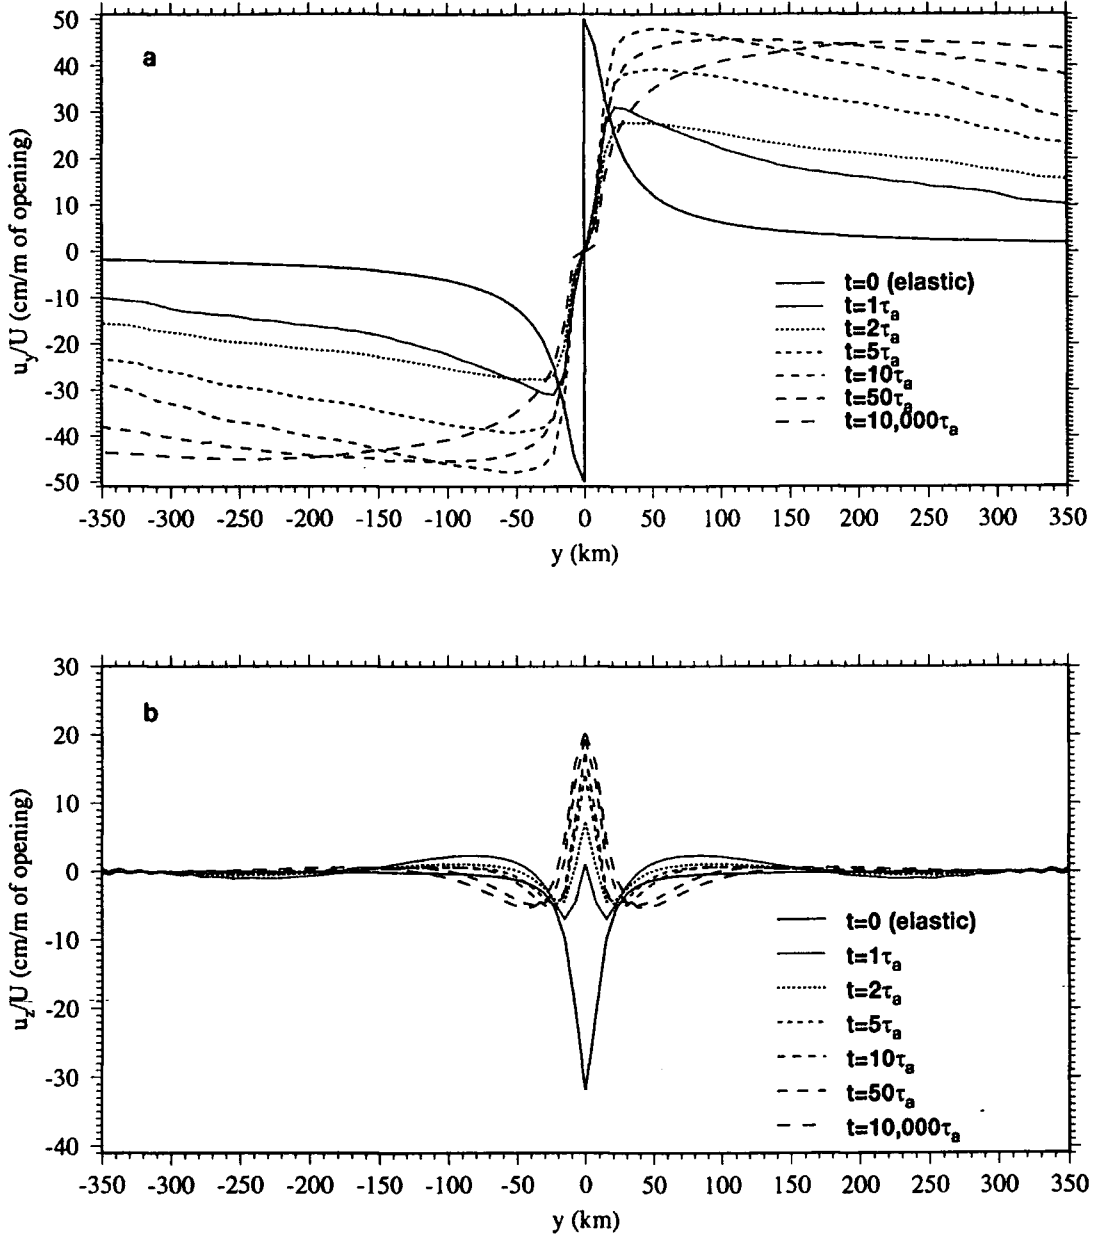 a
50
40
30
20
10
0
-10
-20
-30
-40
-50
u_y/U (cm/m of opening)
t=0 (elastic)
t=1τ_a
t=2τ_a
t=5τ_a
t=10τ_a
t=50τ_a
t=10,000τ_a
-350 -300 -250 -200 -150 -100 -50 0 50 100 150 200 250 300 350
y (km)
b
30
20
10
0
-10
-20
-30
-40
u_z/U (cm/m of opening)
t=0 (elastic)
t=1τ_a
t=2τ_a
t=5τ_a
t=10τ_a
t=50τ_a
t=10,000τ_a
-350 -300 -250 -200 -150 -100 -50 0 50 100 150 200 250 300 350
y (km)